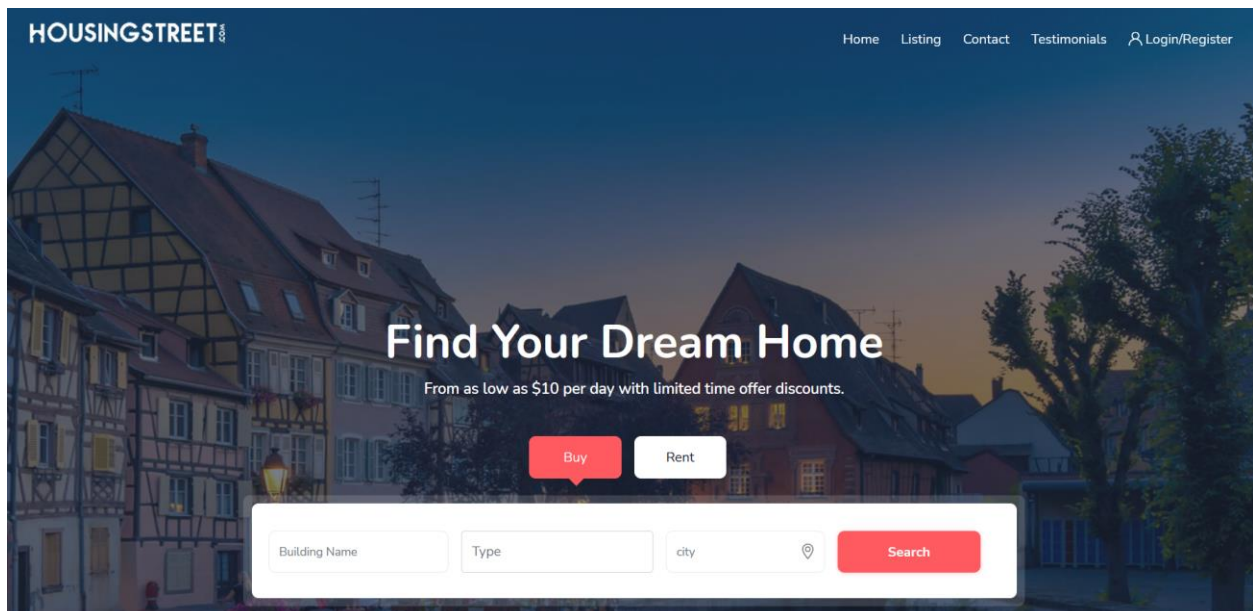 HOUSINGSTREET.COM
Home Listing Contact Testimonials Login/Register
Find Your Dream Home
From as low as $10 per day with limited time offer discounts.
Buy Rent
Building Name Type city Search